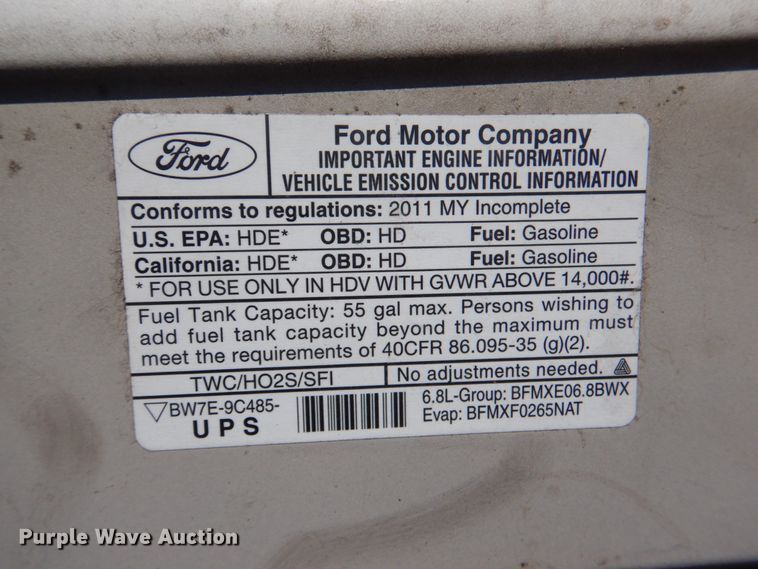 Ford
Ford Motor Company
IMPORTANT ENGINE INFORMATION/
VEHICLE EMISSION CONTROL INFORMATION
Conforms to regulations: 2011 MY Incomplete
U.S. EPA: HDE* OBD: HD Fuel: Gasoline
California: HDE* OBD: HD Fuel: Gasoline
* FOR USE ONLY IN HDV WITH GVWR ABOVE 14,000#.
Fuel Tank Capacity: 55 gal max. Persons wishing to
add fuel tank capacity beyond the maximum must
meet the requirements of 40CFR 86.095-35 (g)(2).
TWC/HO2S/SFI No adjustments needed.
BW7E-9C485-
UPS
6.8L-Group: BFMXE06.8BWX
Evap: BFMXF0265NAT
Purple Wave Auction